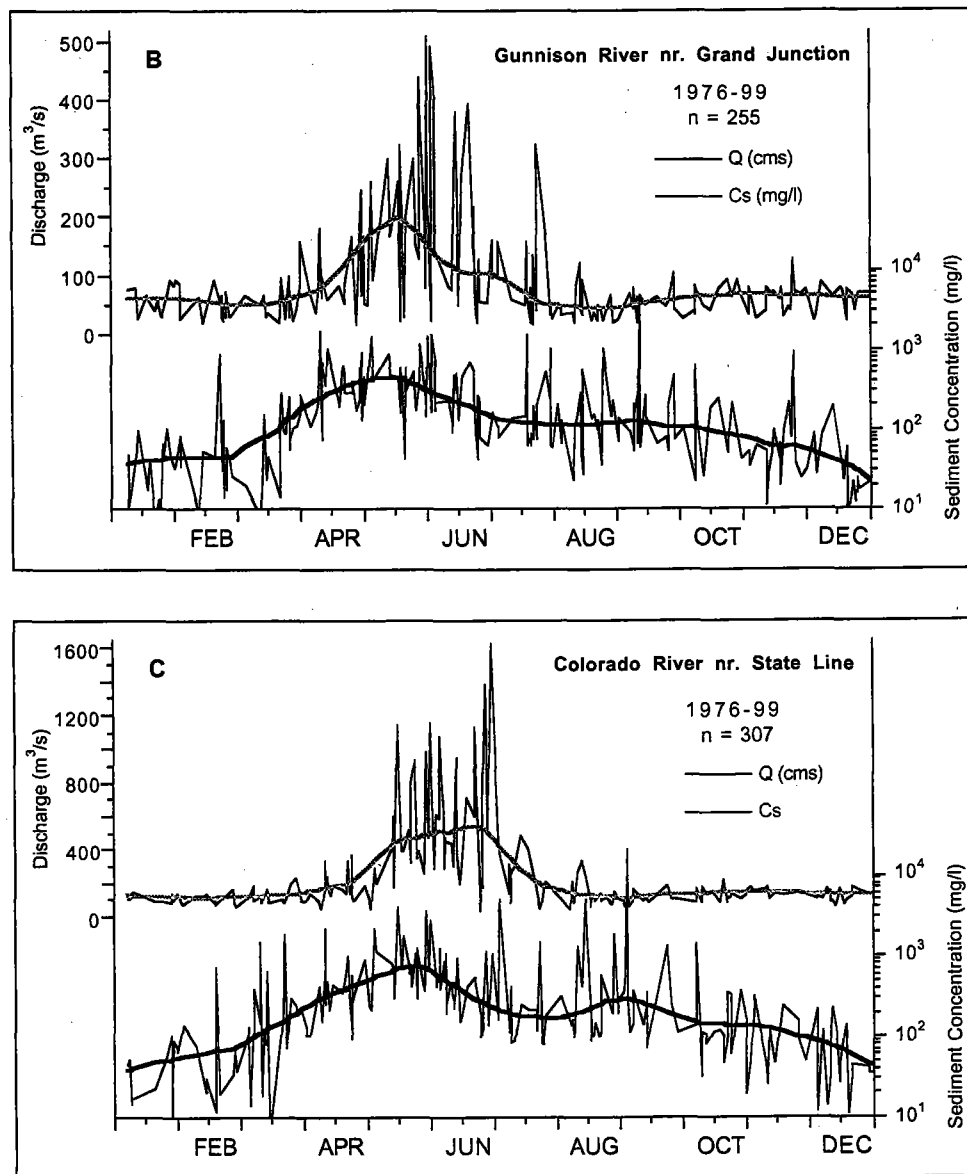 B
Gunnison River nr. Grand Junction
1976-99
n = 255
Q (cms)
Cs (mg/l)
Discharge (m³/s)
500
400
300
200
100
0
10⁴
10³
10²
10¹
Sediment Concentration (mg/l)
FEB APR JUN AUG OCT DEC
C
Colorado River nr. State Line
1976-99
n = 307
Q (cms)
Cs
Discharge (m³/s)
1600
1200
800
400
0
10⁴
10³
10²
10¹
Sediment Concentration (mg/l)
FEB APR JUN AUG OCT DEC